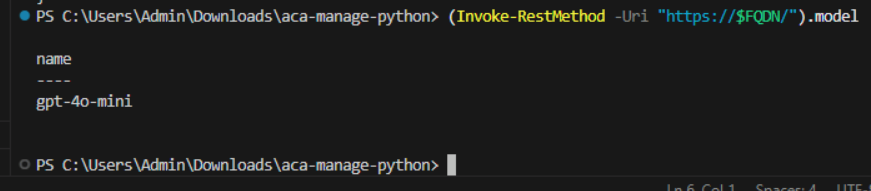 PS C:\Users\Admin\Downloads\aca-manage-python> (Invoke-RestMethod -Uri "https://$FQDN/").model
name
----
gpt-4o-mini
PS C:\Users\Admin\Downloads\aca-manage-python>